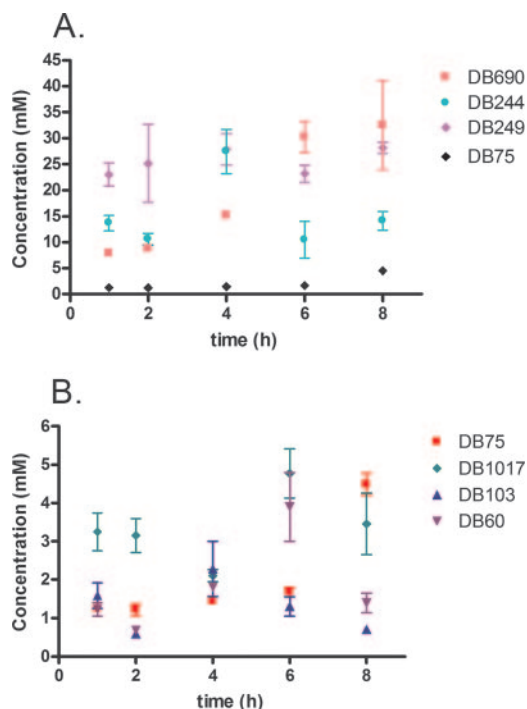 A.
45
40
35
30
25
20
15
10
5
0
Concentration (mM)
0 2 4 6 8
time (h)
DB690
DB244
DB249
DB75
B.
6
5
4
3
2
1
0
Concentration (mM)
0 2 4 6 8
time (h)
DB75
DB1017
DB103
DB60